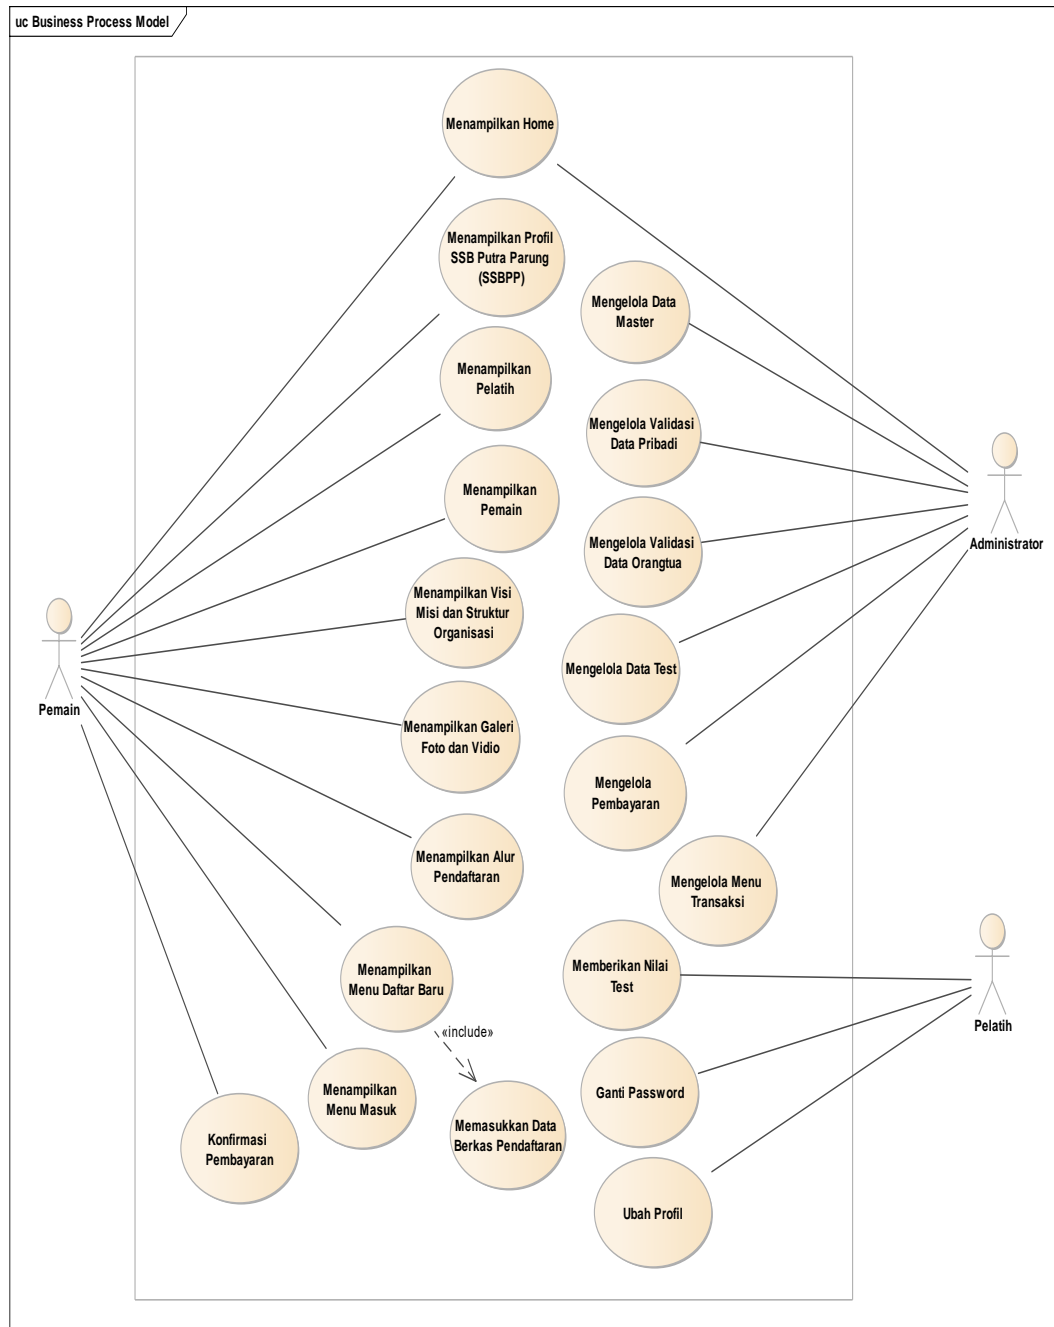 uc Business Process Model
Menampilkan Home
Menampilkan Profil
SSB Putra Parung
(SSBPP)
Mengelola Data
Master
Menampilkan
Pelatih
Mengelola Validasi
Data Pribadi
Menampilkan
Pemain
Mengelola Validasi
Data Orangtua
Administrator
Menampilkan Visi
Misi dan Struktur
Organisasi
Mengelola Data Test
Pemain
Menampilkan Galeri
Foto dan Vidio
Mengelola
Pembayaran
Menampilkan Alur
Pendaftaran
Mengelola Menu
Transaksi
Menampilkan
Menu Daftar Baru
Memberikan Nilai
Test
Pelatih
«include»
Menampilkan
Menu Masuk
Ganti Password
Konfirmasi
Pembayaran
Memasukkan Data
Berkas Pendaftaran
Ubah Profil